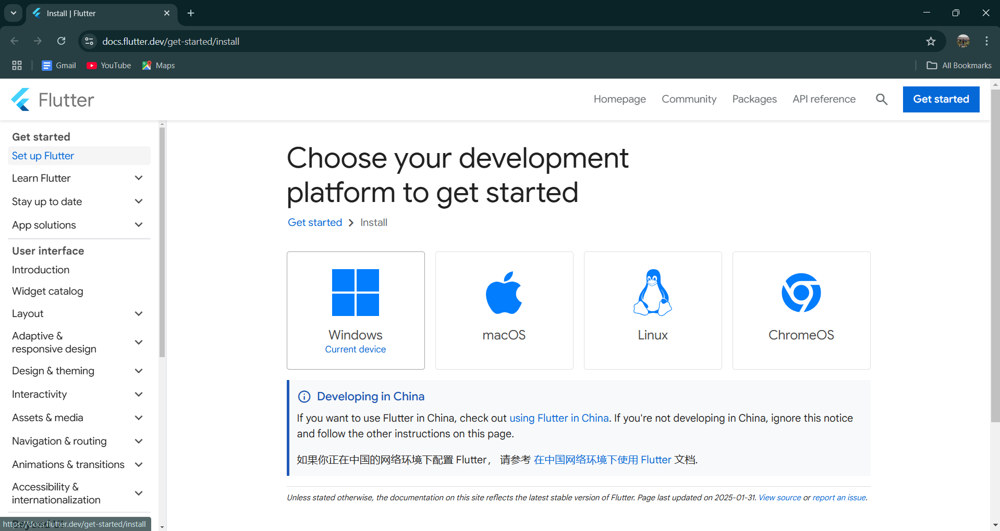 Install | Flutter
docs.flutter.dev/get-started/install
Gmail
YouTube
Maps
All Bookmarks
Flutter
Homepage
Community
Packages
API reference
Get started
Get started
Set up Flutter
Learn Flutter
Stay up to date
App solutions
User interface
Introduction
Widget catalog
Layout
Adaptive &
responsive design
Design & theming
Interactivity
Assets & media
Navigation & routing
Animations & transitions
Accessibility &
internationalization
https://docs.flutter.dev/get-started/install
Choose your development
platform to get started
Get started > Install
Windows
Current device
macOS
Linux
ChromeOS
Developing in China
If you want to use Flutter in China, check out using Flutter in China. If you're not developing in China, ignore this notice
and follow the other instructions on this page.
如果你正在中国的网络环境下配置 Flutter， 请参考 在中国网络环境下使用 Flutter 文档.
Unless stated otherwise, the documentation on this site reflects the latest stable version of Flutter. Page last updated on 2025-01-31. View source or report an issue.